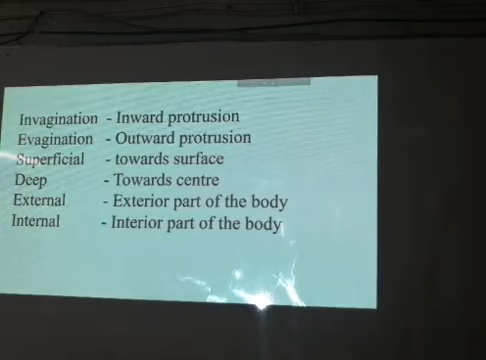 Invagination - Inward protrusion
Evagination - Outward protrusion
Superficial - towards surface
Deep - Towards centre
External - Exterior part of the body
Internal - Interior part of the body